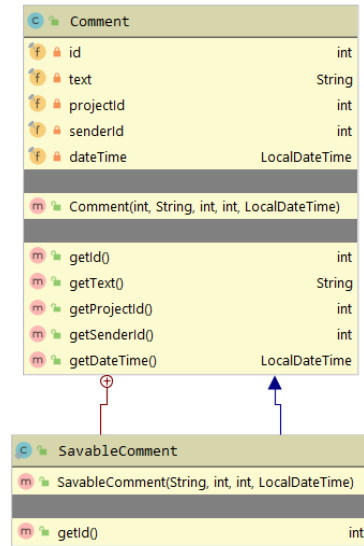 Comment
id int
text String
projectId int
senderId int
dateTime LocalDateTime
Comment(int, String, int, int, LocalDateTime)
getId() int
getText() String
getProjectId() int
getSenderId() int
getDateTime() LocalDateTime
SavableComment
SavableComment(String, int, int, LocalDateTime)
getId() int